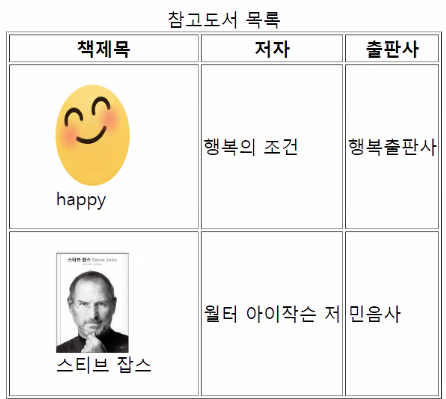 참고도서 목록
책제목 저자 출판사
happy
행복의 조건
행복출판사
스티브 잡스 Steve Jobs
스티브 잡스
월터 아이작슨 저
민음사